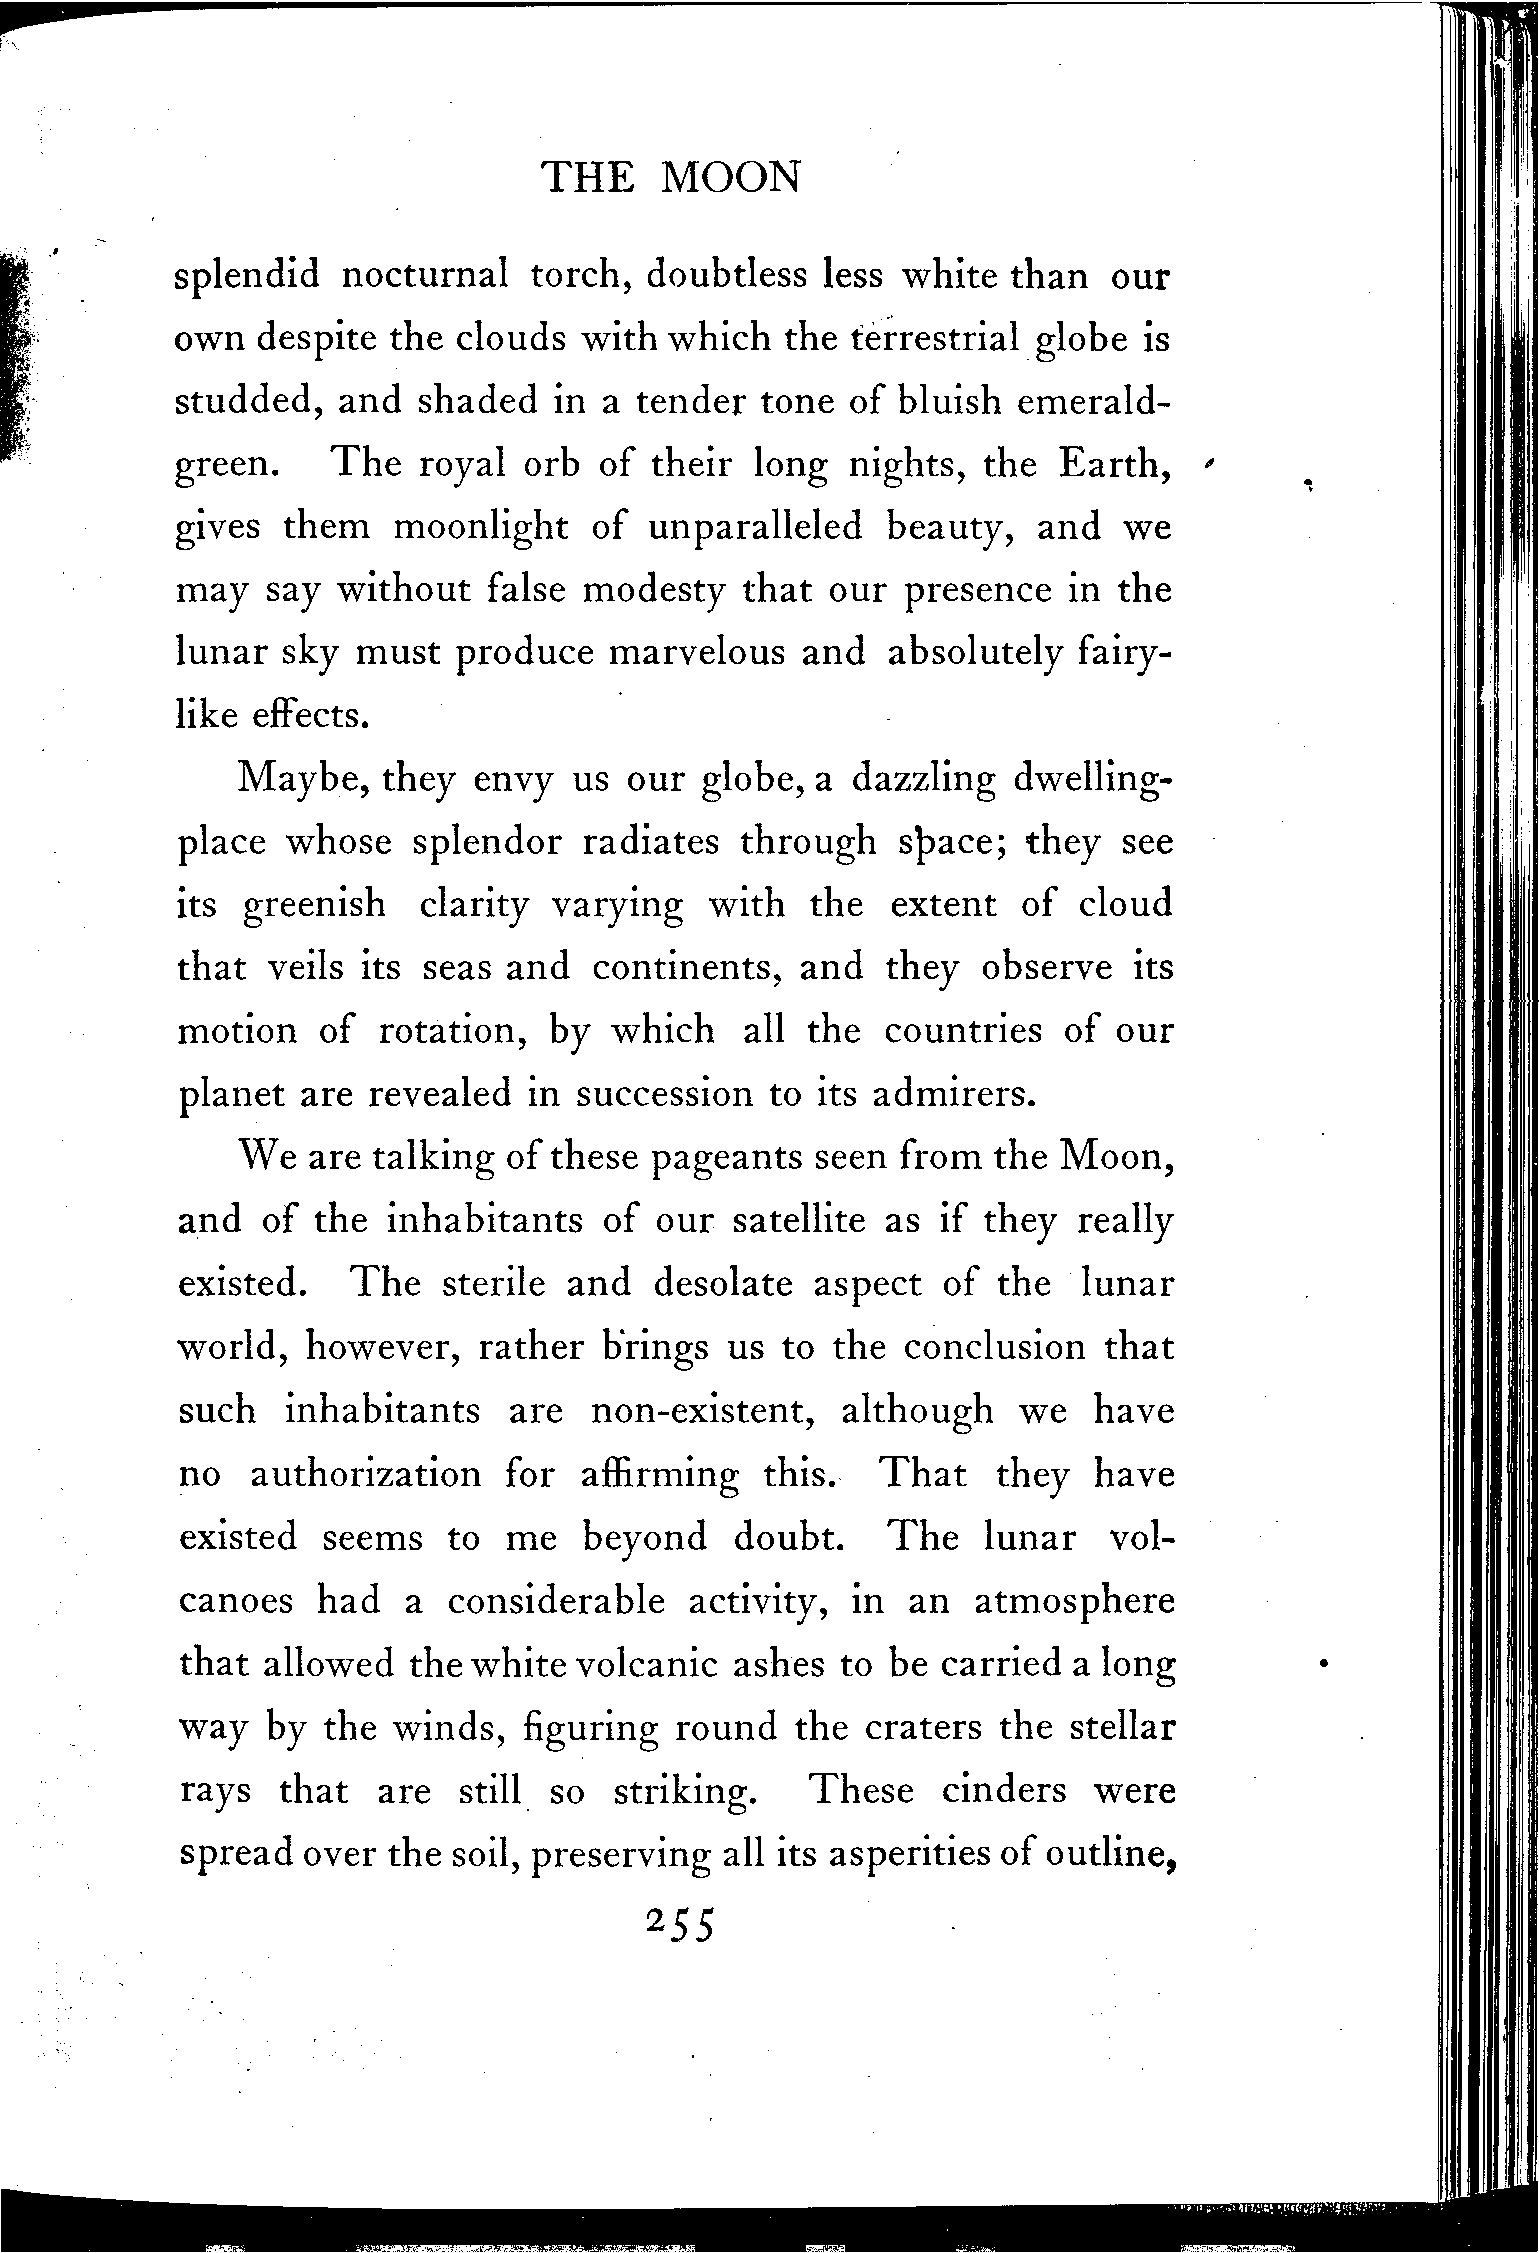 THE MOON
splendid nocturnal torch, doubtless less white than our
own despite the clouds with which the terrestrial globe is
studded, and shaded in a tender tone of bluish emerald-
green. The royal orb of their long nights, the Earth,
gives them moonlight of unparalleled beauty, and we
may say without false modesty that our presence in the
lunar sky must produce marvelous and absolutely fairy-
like effects.
Maybe, they envy us our globe, a dazzling dwelling-
place whose splendor radiates through space; they see
its greenish clarity varying with the extent of cloud
that veils its seas and continents, and they observe its
motion of rotation, by which all the countries of our
planet are revealed in succession to its admirers.
We are talking of these pageants seen from the Moon,
and of the inhabitants of our satellite as if they really
existed. The sterile and desolate aspect of the lunar
world, however, rather brings us to the conclusion that
such inhabitants are non-existent, although we have
no authorization for affirming this. That they have
existed seems to me beyond doubt. The lunar vol-
canoes had a considerable activity, in an atmosphere
that allowed the white volcanic ashes to be carried a long
way by the winds, figuring round the craters the stellar
rays that are still so striking. These cinders were
spread over the soil, preserving all its asperities of outline,
255